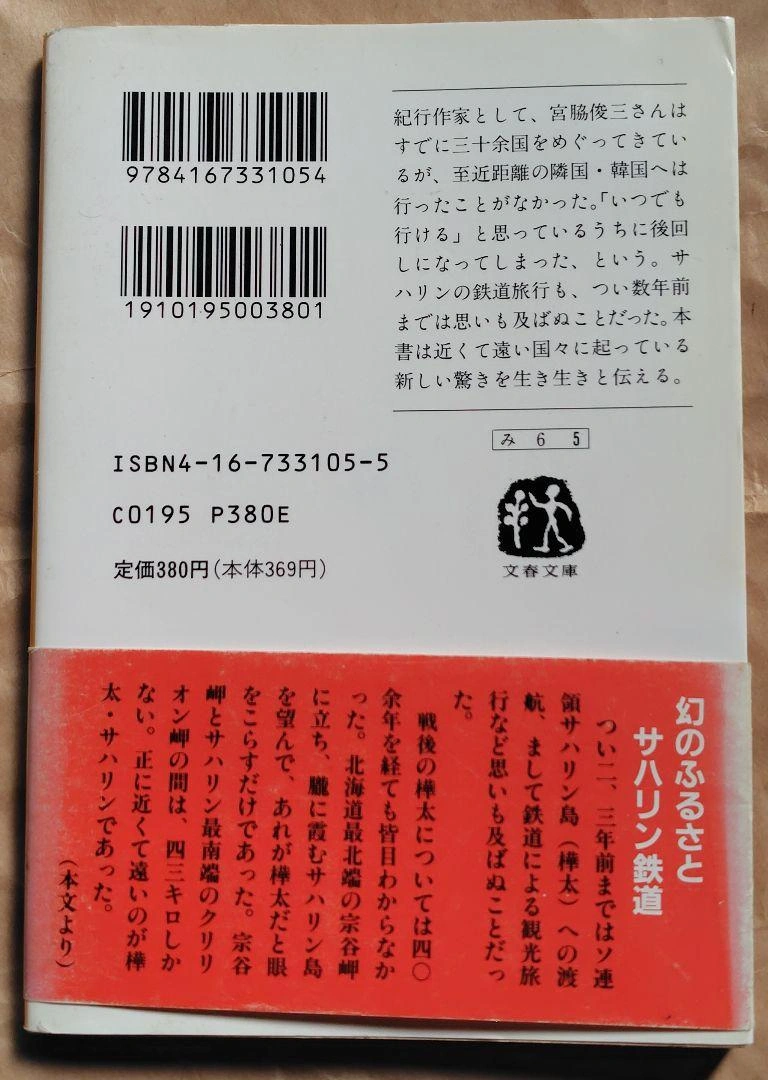 9784167331054
1910195003801
紀行作家として、宮脇俊三さんは
すでに三十余国をめぐってきてい
るが、至近距離の隣国・韓国へは
行ったことがなかった。「いつでも
行ける」と思っているうちに後回
しになってしまった、という。サ
ハリンの鉄道旅行も、つい数年前
までは思いも及ばぬことだった。本
書は近くて遠い国々に起っている
新しい驚きを生き生きと伝える。
み 6 5
文春文庫
ISBN4-16-733105-5
C0195 P380E
定価380円(本体369円)
幻のふるさと
サハリン鉄道
つい二、三年前まではソ連
領サハリン島(樺太)への渡
航、まして鉄道による観光旅
行など思いも及ばぬことだっ
た。
戦後の樺太については四〇
余年を経ても皆目わからなか
った。北海道最北端の宗谷岬
に立ち、朧に霞むサハリン島
を望んで、あれが樺太だと眼
をこらすだけであった。宗谷
岬とサハリン最南端のクリリ
オン岬の間は、四三キロしか
ない。正に近くて遠いのが樺
太・サハリンであった。
(本文より)